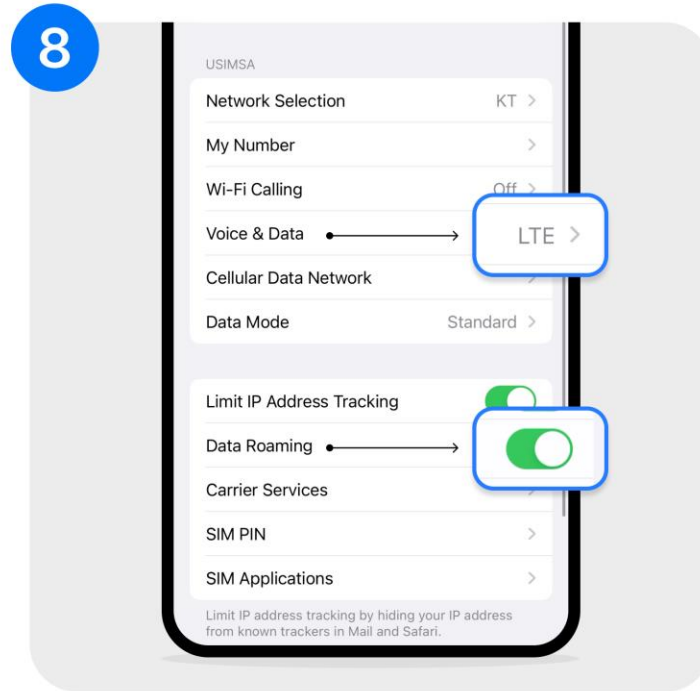 8
USIMSA
Network Selection KT
My Number
Wi-Fi Calling Off
Voice & Data LTE
Cellular Data Network
Data Mode Standard
Limit IP Address Tracking
Data Roaming
Carrier Services
SIM PIN
SIM Applications
Limit IP address tracking by hiding your IP address
from known trackers in Mail and Safari.